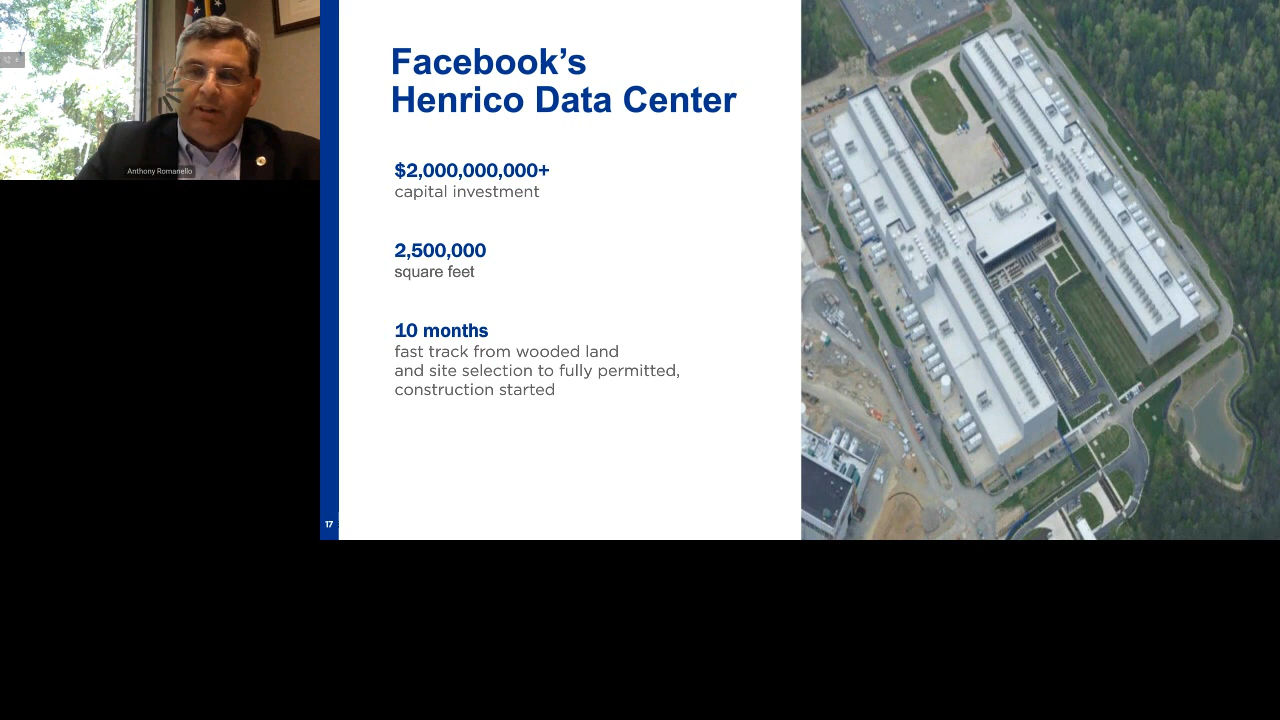 Anthony Romanello
Facebook’s
Henrico Data Center
$2,000,000,000+
capital investment
2,500,000
square feet
10 months
fast track from wooded land
and site selection to fully permitted,
construction started
17